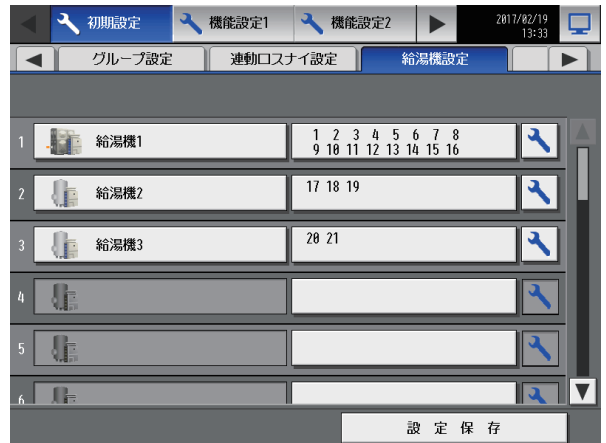 初期設定 機能設定1 機能設定2 2017/02/19
13:33
グループ設定 連動ロスナイ設定 給湯機設定
1 給湯機1 1 2 3 4 5 6 7 8
9 10 11 12 13 14 15 16
2 給湯機2 17 18 19
3 給湯機3 20 21
4
5
6
設定保存